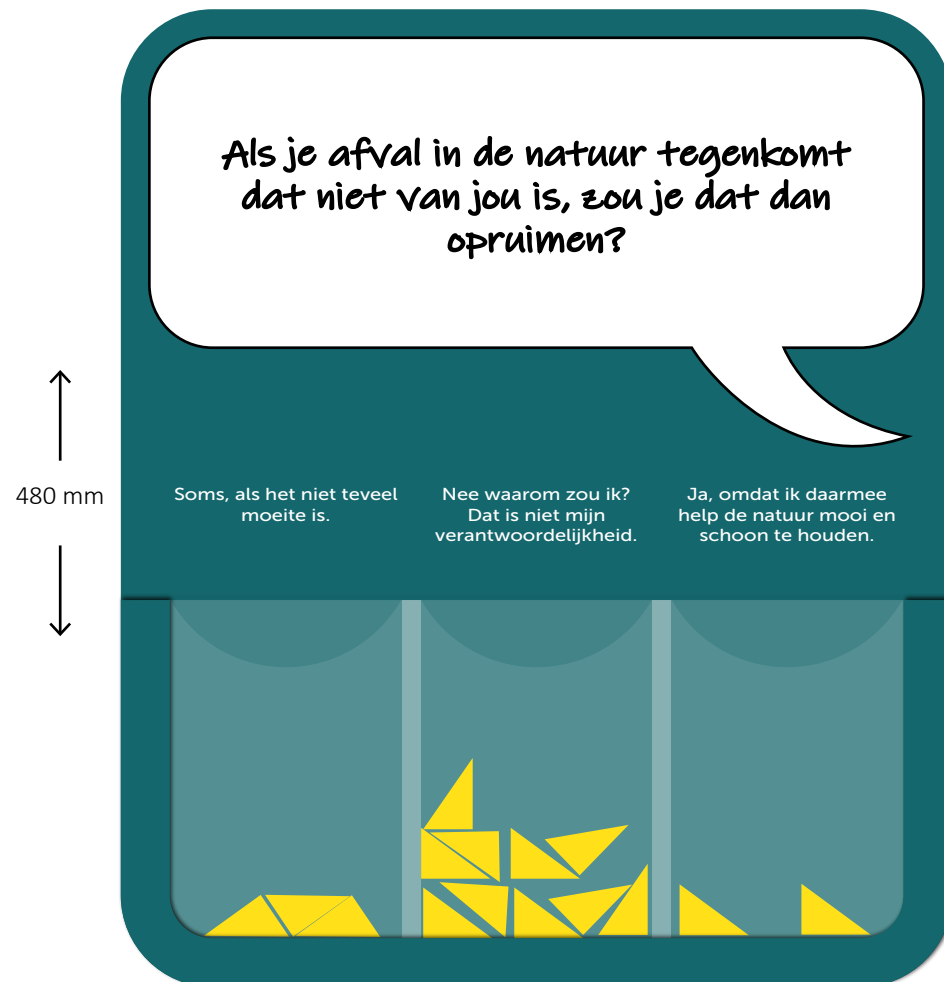 Als je afval in de natuur tegenkomt
dat niet van jou is, zou je dat dan
opruimen?
480 mm
Soms, als het niet teveel
moeite is.
Nee waarom zou ik?
Dat is niet mijn
verantwoordelijkheid.
Ja, omdat ik daarmee
help de natuur mooi en
schoon te houden.